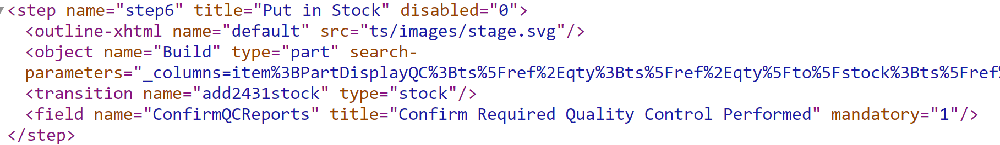 <step name="step6" title="Put in Stock" disabled="0">
<outline-xhtml name="default" src="ts/images/stage.svg"/>
<object name="Build" type="part" search-
parameters="_columns=item%3BPartDisplayQC%3Bts%5Fref%2Eqty%3Bts%5Fref%2Eqty%5Fto%5Fstock%3Bts%5Fref%
<transition name="add2431stock" type="stock"/>
<field name="ConfirmQCReports" title="Confirm Required Quality Control Performed" mandatory="1"/>
</step>